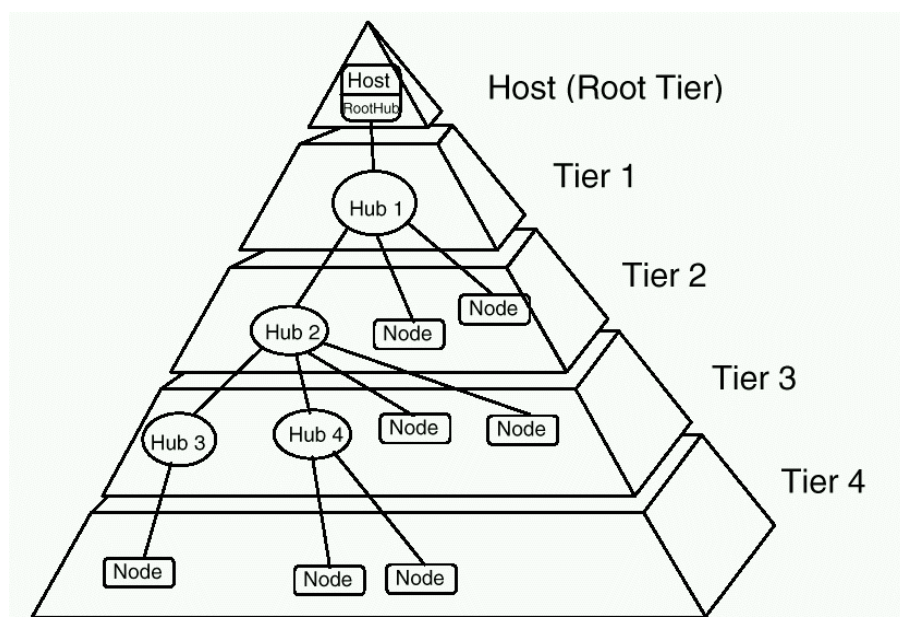 Host
RootHub
Host (Root Tier)
Tier 1
Hub 1
Tier 2
Node
Hub 2
Node
Tier 3
Node
Node
Hub 3
Hub 4
Tier 4
Node
Node
Node